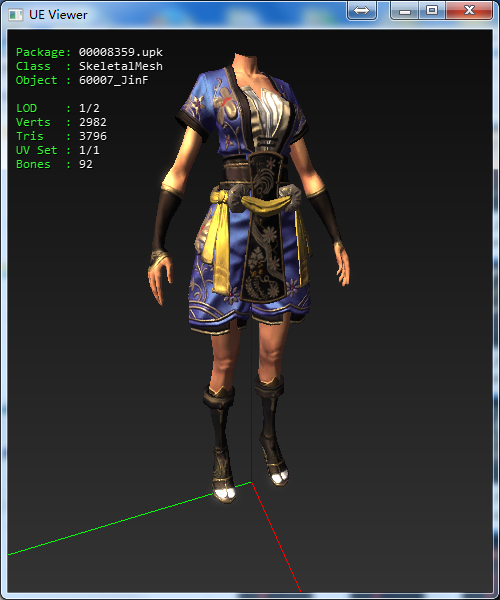 UE Viewer
Package: 00008359.upk
Class : SkeletalMesh
Object : 60007_JinF
LOD : 1/2
Verts : 2982
Tris : 3796
UV Set : 1/1
Bones : 92